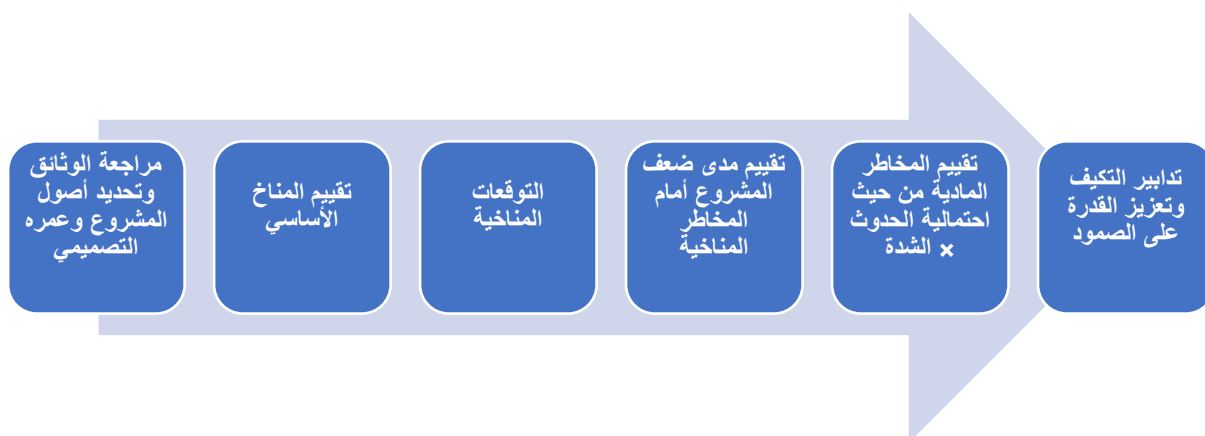 مراجعة الوثائق
وتحديد أصول
المشروع وعمره
التصميمي
تقييم المناخ
الأساسي
التوقعات
المناخية
تقييم مدى ضعف
المشروع أمام
المخاطر
المناخية
تقييم المخاطر
المادية من حيث
احتمالية الحدوث
× الشدة
تدابير التكيف
وتعزيز القدرة
على الصمود